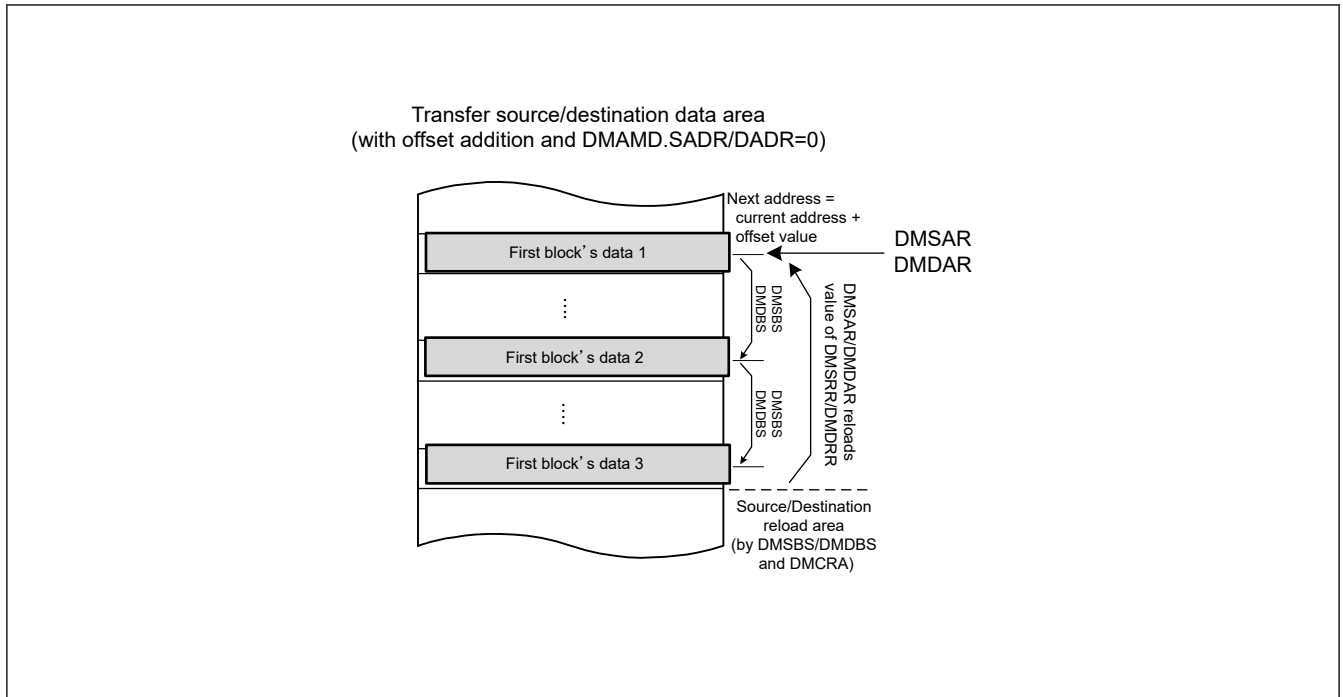 Transfer source/destination data area
(with offset addition and DMAMD.SADR/DADR=0)
Next address =
current address +
offset value
DMSAR
DMDAR
First block’s data 1
....
DMSBS
DMDBS
First block’s data 2
....
DMSBS
DMDBS
First block’s data 3
DMSAR/DMDAR reloads
value of DMSRR/DMDRR
Source/Destination
reload area
(by DMSBS/DMDBS
and DMCRA)